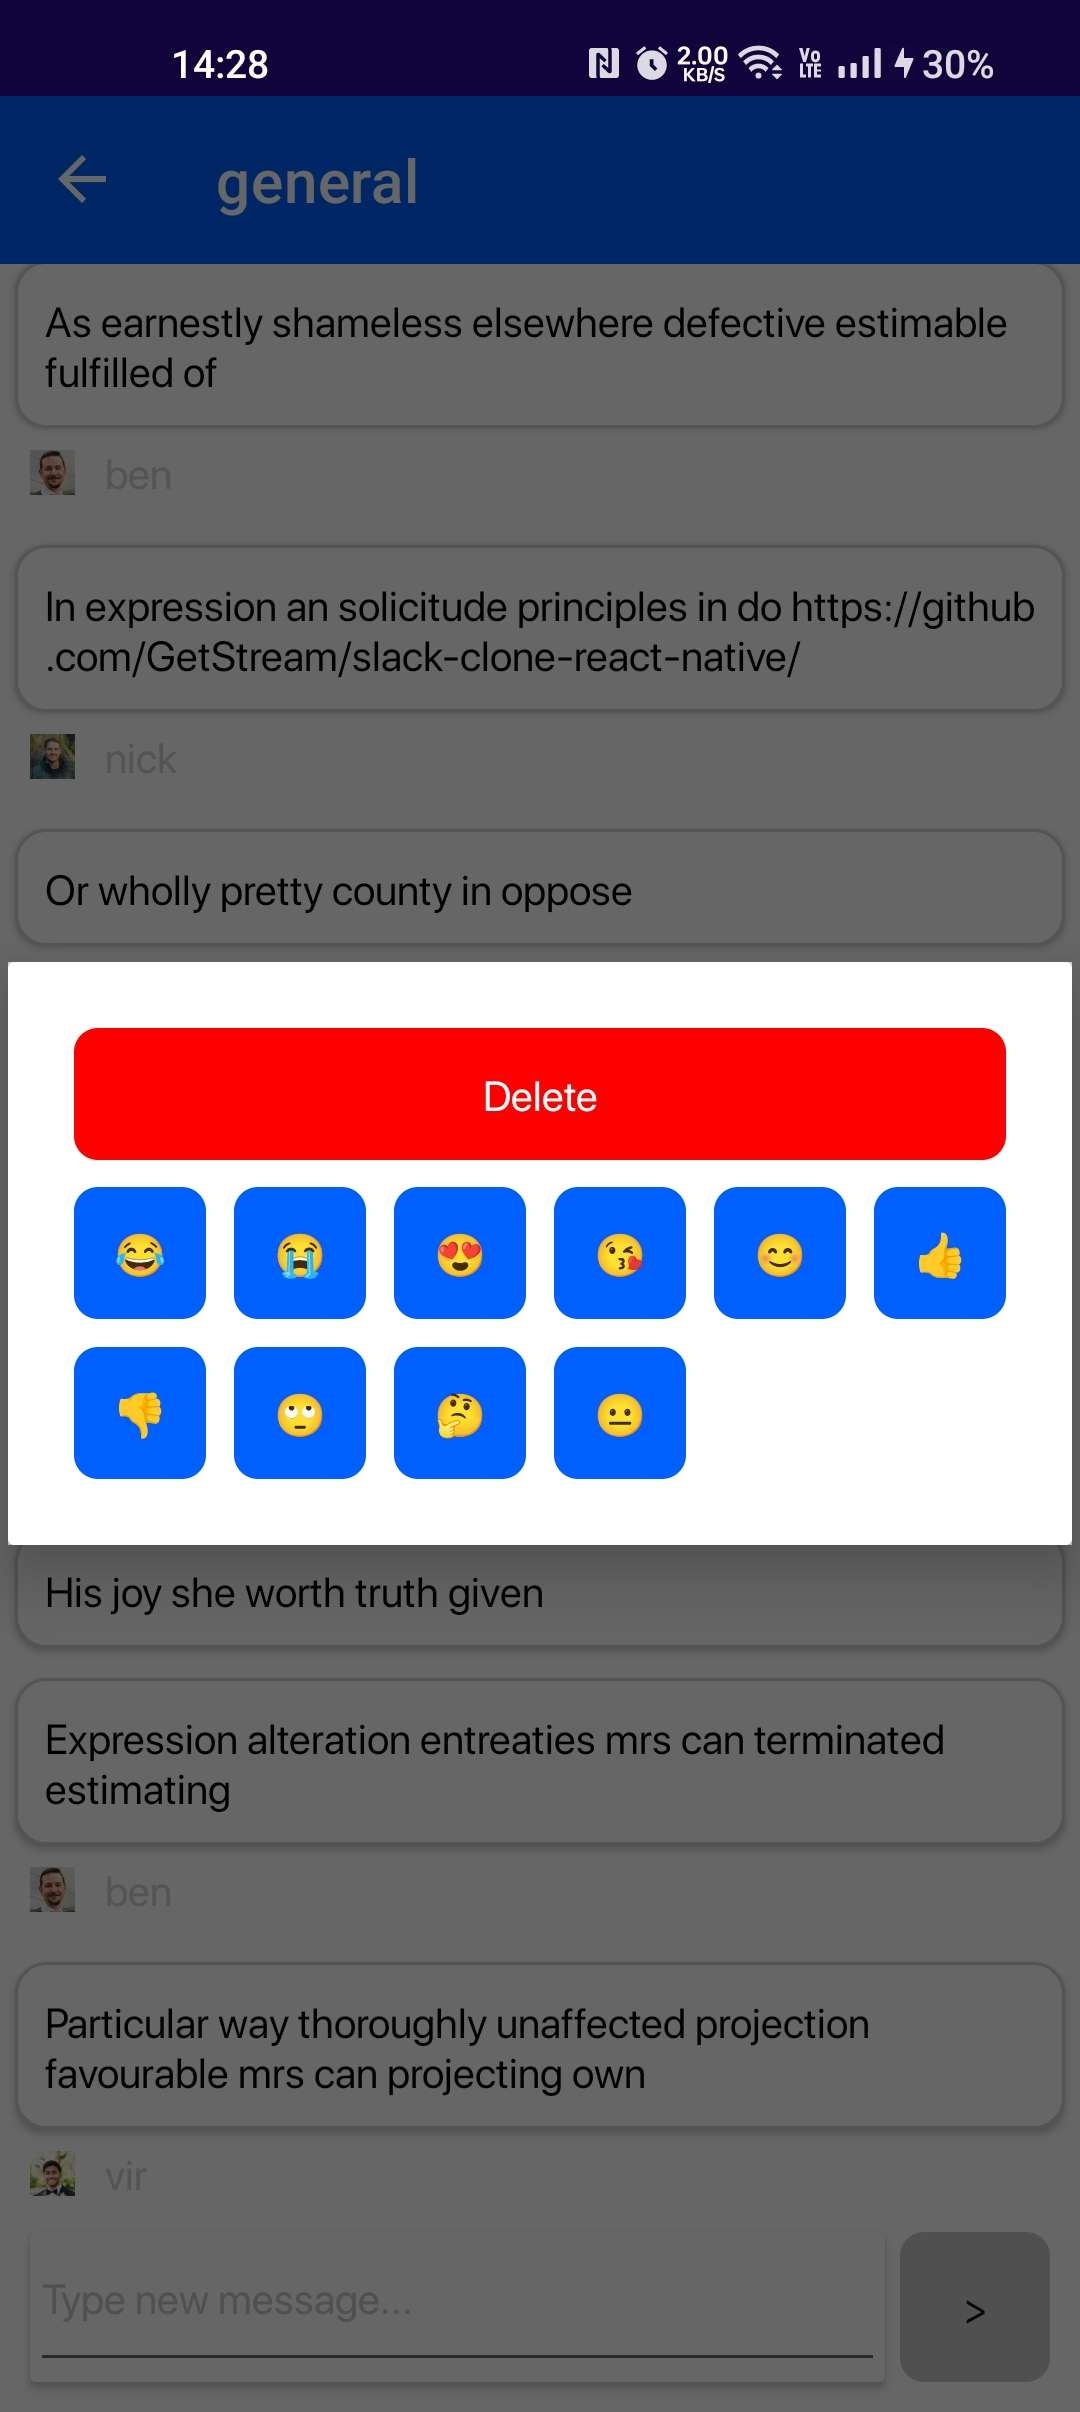 14:28 2.00 KB/S Vo LTE 30%
general
As earnestly shameless elsewhere defective estimable
fulfilled of
ben
In expression an solicitude principles in do https://github
.com/GetStream/slack-clone-react-native/
nick
Or wholly pretty county in oppose
Delete
His joy she worth truth given
Expression alteration entreaties mrs can terminated
estimating
ben
Particular way thoroughly unaffected projection
favourable mrs can projecting own
vir
Type new message...
>